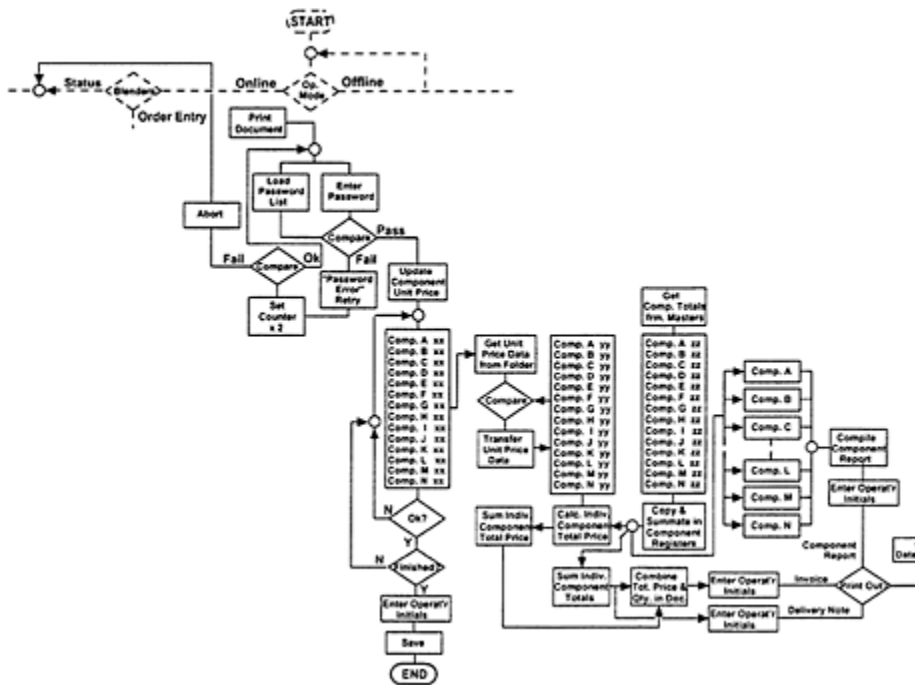 START
Status
Blenders
Online
Op.
Mode
Offline
Order Entry
Print
Document
Load
Password
List
Enter
Password
Abort
Compare
Pass
Fail
Compare
Ok
Fail
Update
Component
Unit Price
"Password
Error"
Retry
Set
Counter
x 2
Get
Comp. Totals
frm. Masters
Comp. A xx
Comp. B xx
Comp. C xx
Comp. D xx
Comp. E xx
Comp. F xx
Comp. G xx
Comp. H xx
Comp. I xx
Comp. J xx
Comp. K xx
Comp. L xx
Comp. M xx
Comp. N xx
Get Unit
Price Data
from Folder
Compare
Transfer
Unit Price
Data
Comp. A yy
Comp. B yy
Comp. C yy
Comp. D yy
Comp. E yy
Comp. F yy
Comp. G yy
Comp. H yy
Comp. I yy
Comp. J yy
Comp. K yy
Comp. L yy
Comp. M yy
Comp. N yy
Comp. A zz
Comp. B zz
Comp. C zz
Comp. D zz
Comp. E zz
Comp. F zz
Comp. G zz
Comp. H zz
Comp. I zz
Comp. J zz
Comp. K zz
Comp. L zz
Comp. M zz
Comp. N zz
Comp. A
Comp. B
Comp. C
Comp. L
Comp. M
Comp. N
Compile
Component
Report
Enter Operat'r
Initials
N
Ok?
Y
Sum Indiv.
Component
Total Price
Calc. Indiv.
Component
Total Price
Copy &
Summate in
Component
Registers
Component
Report
N
Finished?
Y
Sum Indiv.
Component
Totals
Combine
Tot. Price &
Qty. in Doc.
Enter Operat'r
Initials
Invoice
Print Out
Date
Enter Operat'r
Initials
Enter Operat'r
Initials
Delivery Note
Save
END